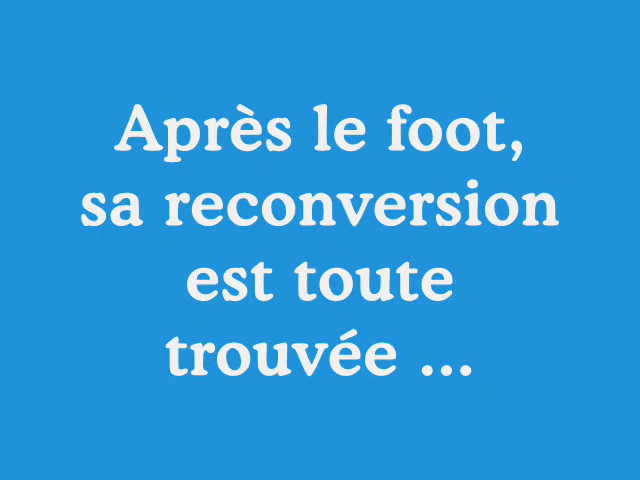 Après le foot,
sa reconversion
est toute
trouvée ...